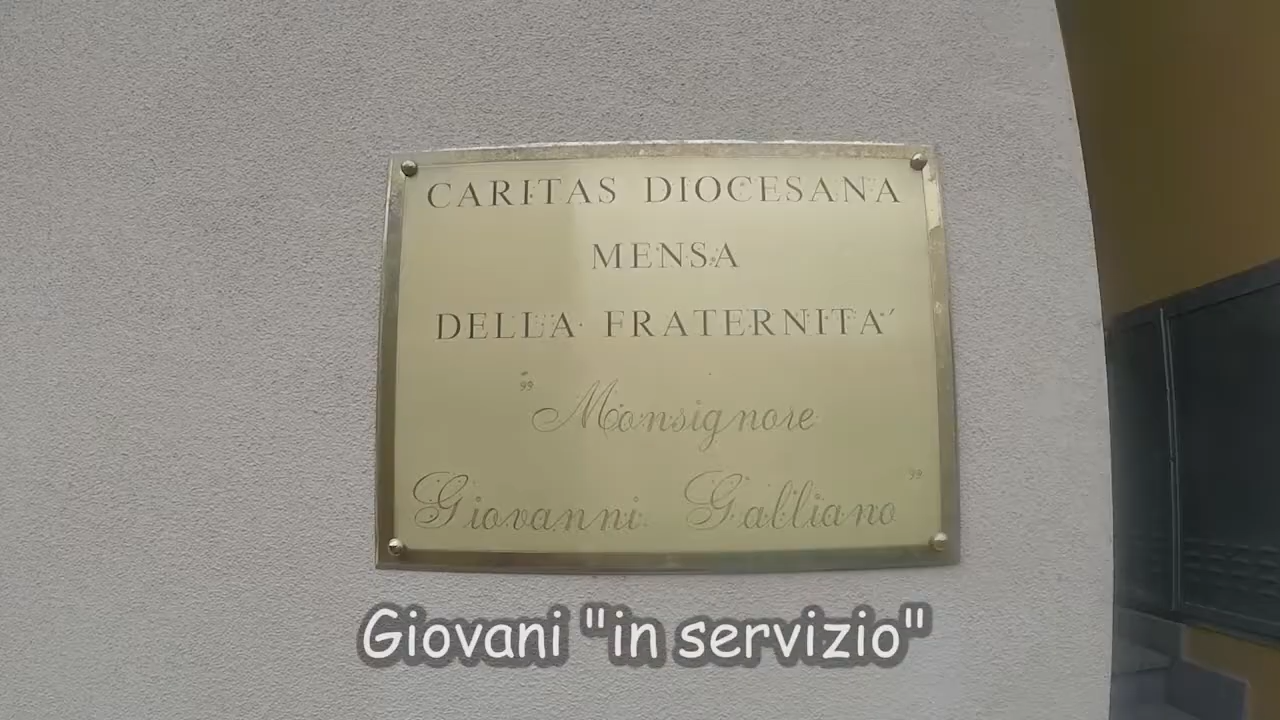 CARITAS DIOCESANA
MENSA
DELLA FRATERNITA'
"Monsignore
Giovanni Galliano"
Giovani "in servizio"